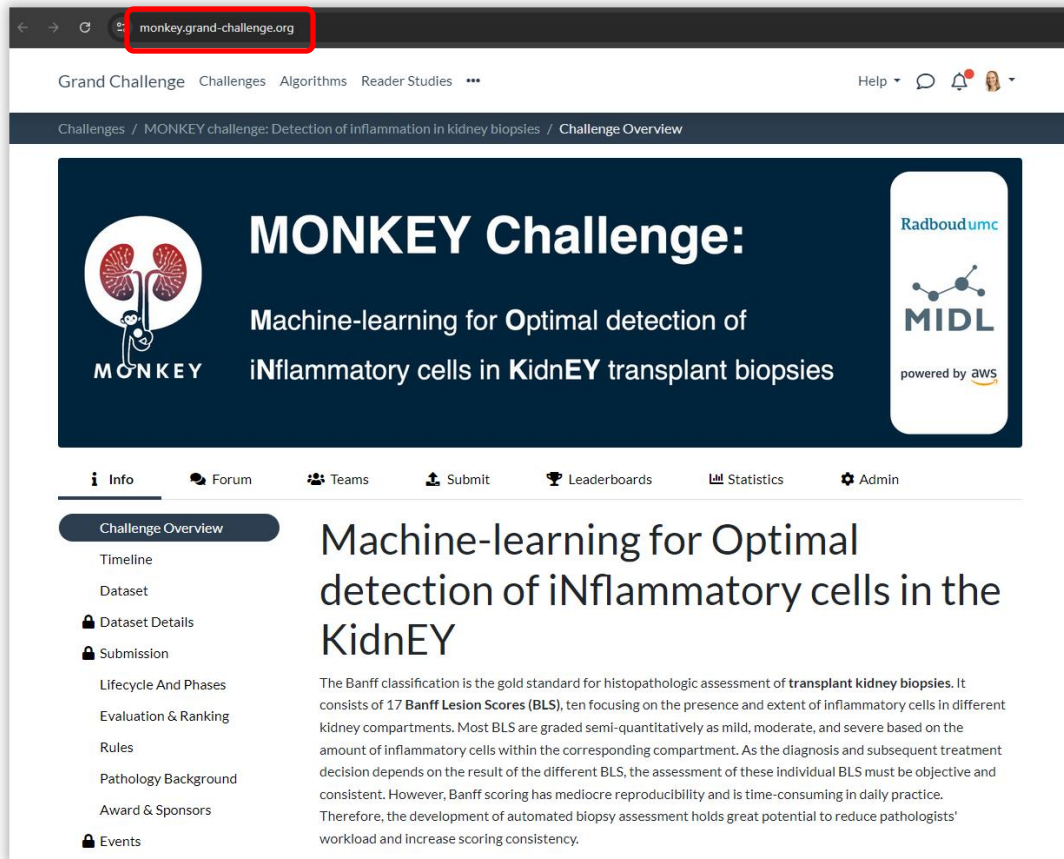 monkey.grand-challenge.org
Grand Challenge Challenges Algorithms Reader Studies ••• Help
Challenges / MONKEY challenge: Detection of inflammation in kidney biopsies / Challenge Overview
MONKEY
MONKEY Challenge:
Machine-learning for Optimal detection of
iNflammatory cells in KidnEY transplant biopsies
Radboudumc
MIDL
powered by aws
Info Forum Teams Submit Leaderboards Statistics Admin
Challenge Overview
Timeline
Dataset
Dataset Details
Submission
Lifecycle And Phases
Evaluation & Ranking
Rules
Pathology Background
Award & Sponsors
Events
Machine-learning for Optimal
detection of iNflammatory cells in the
KidnEY
The Banff classification is the gold standard for histopathologic assessment of transplant kidney biopsies. It
consists of 17 Banff Lesion Scores (BLS), ten focusing on the presence and extent of inflammatory cells in different
kidney compartments. Most BLS are graded semi-quantitatively as mild, moderate, and severe based on the
amount of inflammatory cells within the corresponding compartment. As the diagnosis and subsequent treatment
decision depends on the result of the different BLS, the assessment of these individual BLS must be objective and
consistent. However, Banff scoring has mediocre reproducibility and is time-consuming in daily practice.
Therefore, the development of automated biopsy assessment holds great potential to reduce pathologists'
workload and increase scoring consistency.